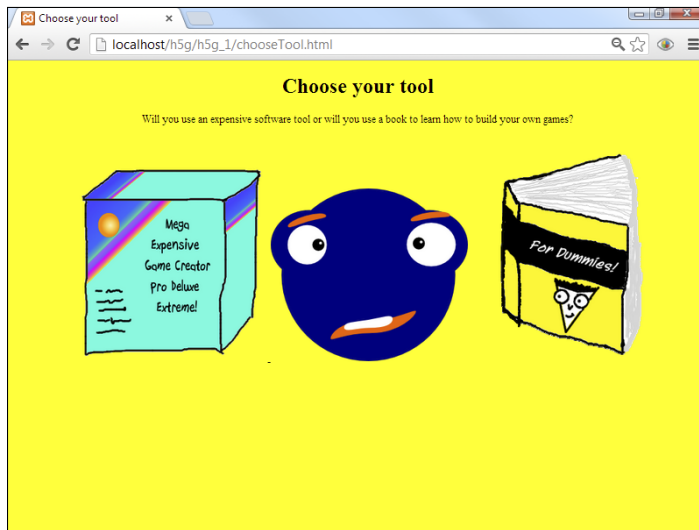 Choose your tool
localhost/h5g/h5g_1/chooseTool.html
Choose your tool
Will you use an expensive software tool or will you use a book to learn how to build your own games?
Mega
Expensive
Game Creator
Pro Deluxe
Extreme!
For Dummies!